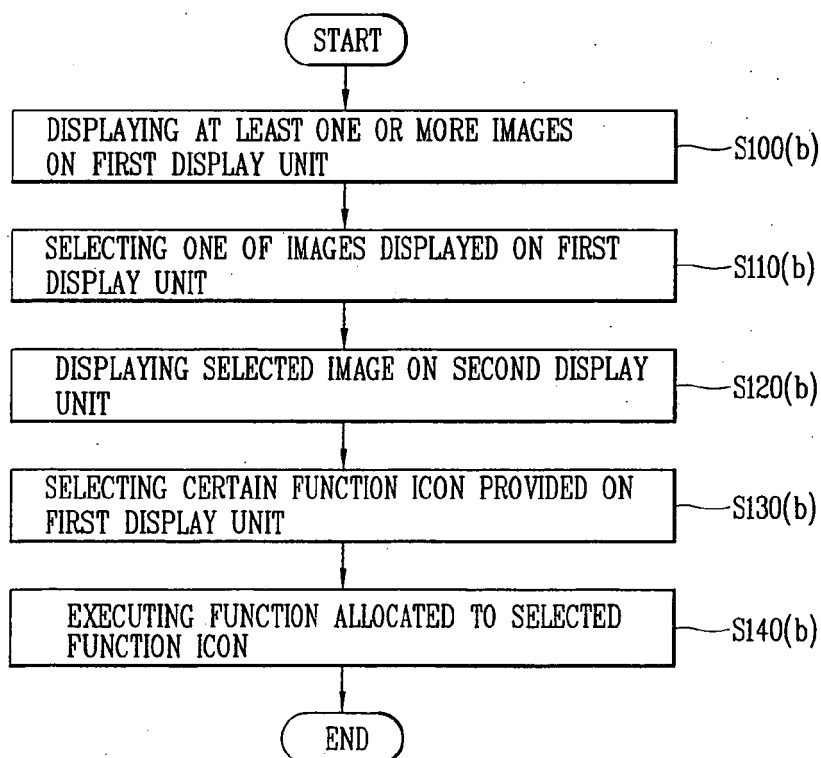 START
DISPLAYING AT LEAST ONE OR MORE IMAGES
ON FIRST DISPLAY UNIT
S100(b)
SELECTING ONE OF IMAGES DISPLAYED ON FIRST
DISPLAY UNIT
S110(b)
DISPLAYING SELECTED IMAGE ON SECOND DISPLAY
UNIT
S120(b)
SELECTING CERTAIN FUNCTION ICON PROVIDED ON
FIRST DISPLAY UNIT
S130(b)
EXECUTING FUNCTION ALLOCATED TO SELECTED
FUNCTION ICON
S140(b)
END